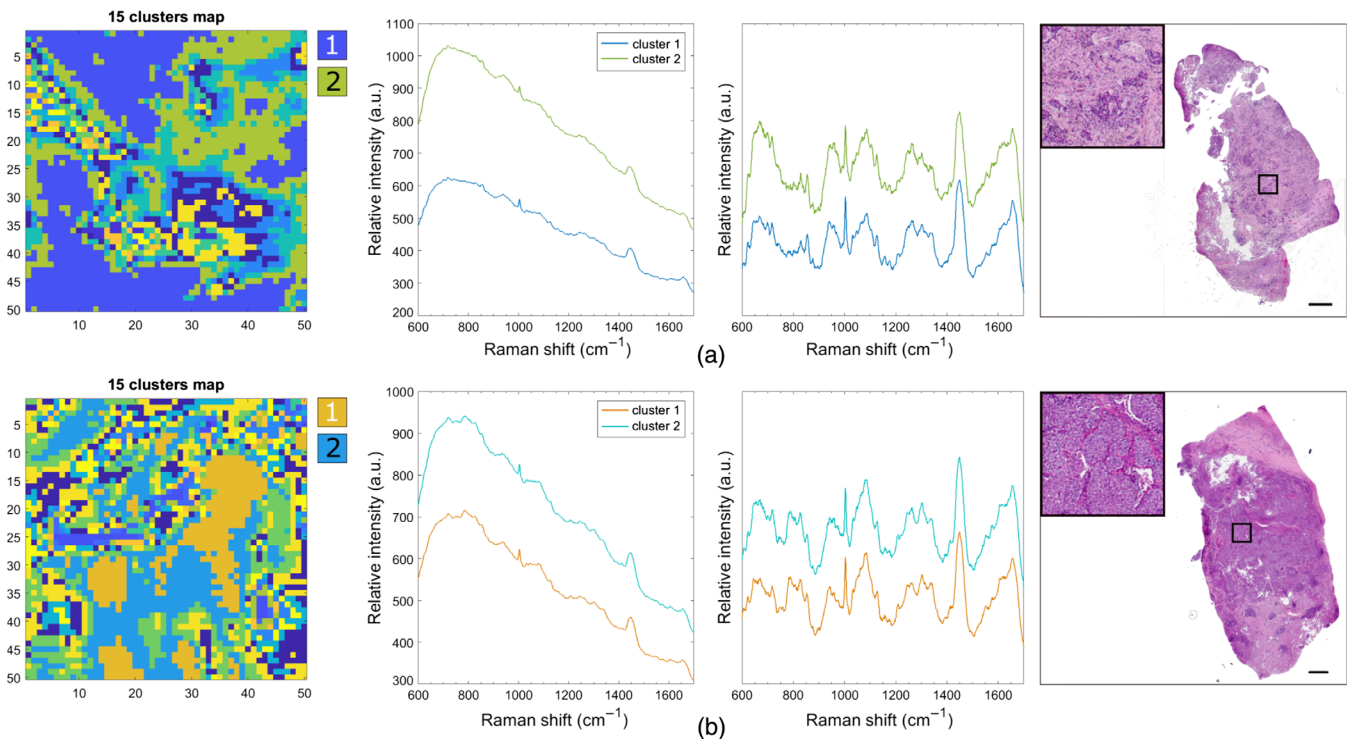 15 clusters map
5
10
15
20
25
30
35
40
45
50
10 20 30 40 50
1
2
Relative intensity (a.u.)
1100
1000
900
800
700
600
500
400
300
200
600 800 1000 1200 1400 1600
Raman shift (cm⁻¹)
cluster 1
cluster 2
Relative intensity (a.u.)
600 800 1000 1200 1400 1600
Raman shift (cm⁻¹)
(a)
15 clusters map
5
10
15
20
25
30
35
40
45
50
10 20 30 40 50
1
2
Relative intensity (a.u.)
1000
900
800
700
600
500
400
300
600 800 1000 1200 1400 1600
Raman shift (cm⁻¹)
cluster 1
cluster 2
Relative intensity (a.u.)
600 800 1000 1200 1400 1600
Raman shift (cm⁻¹)
(b)